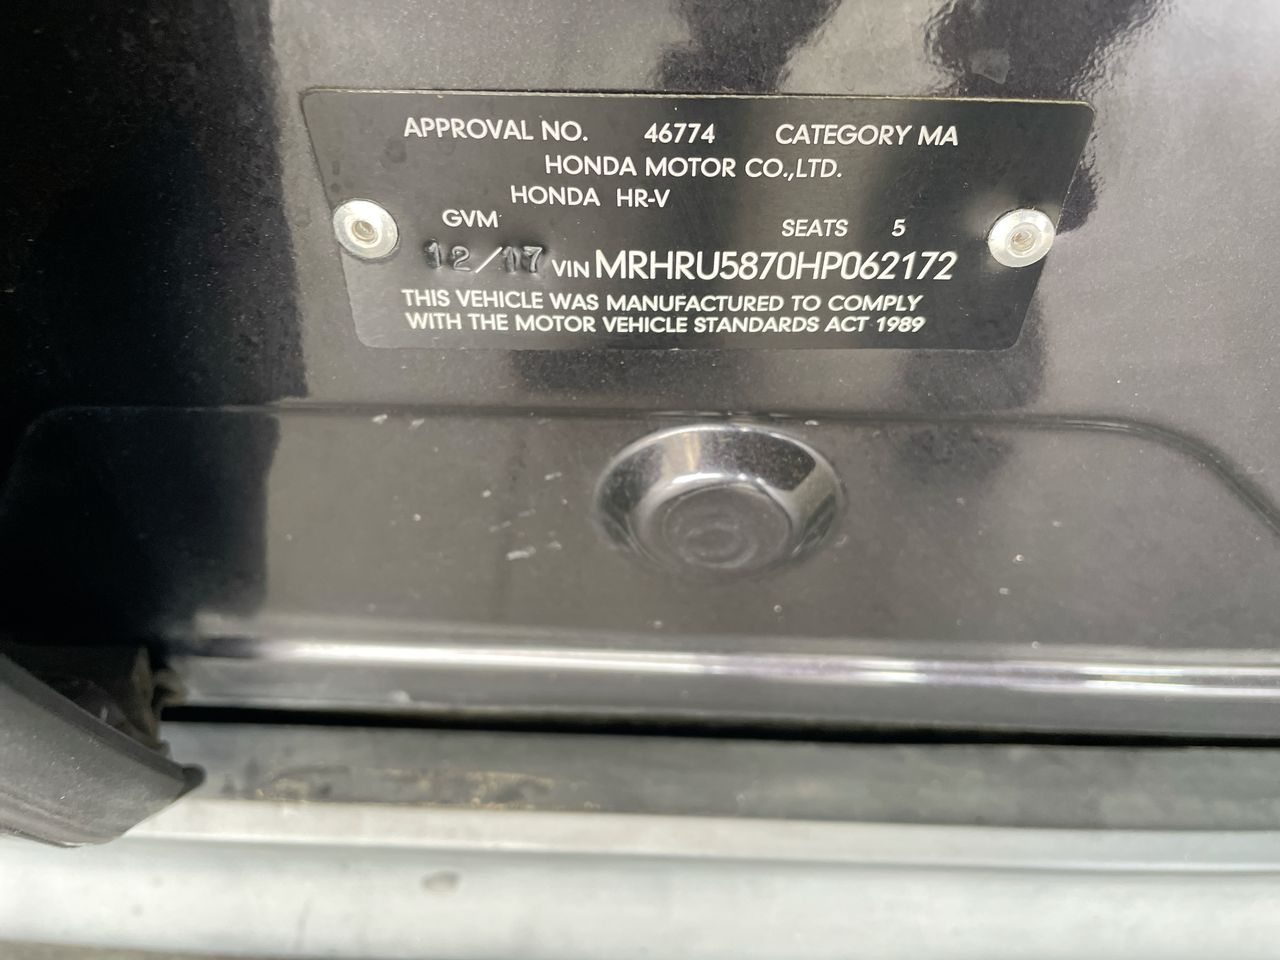 APPROVAL NO. 46774 CATEGORY MA
HONDA MOTOR CO.,LTD.
HONDA HR-V
GVM SEATS 5
12/17 VIN MRHRU5870HP062172
THIS VEHICLE WAS MANUFACTURED TO COMPLY
WITH THE MOTOR VEHICLE STANDARDS ACT 1989